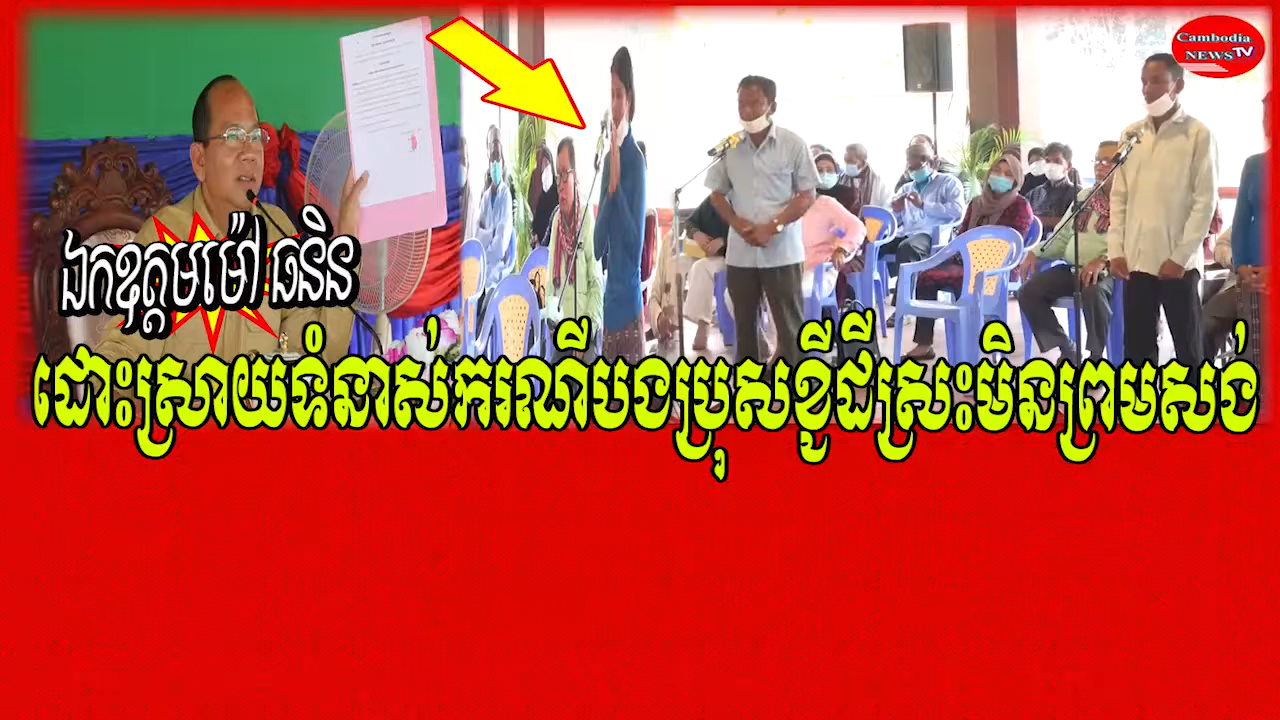 Cambodia
NEWS TV
ឯកឧត្តមម៉ៅ ធនិន
ដោះស្រាយទំនាស់ករណីបងប្រុសខ្ចីដីស្រះមិនព្រមសង់